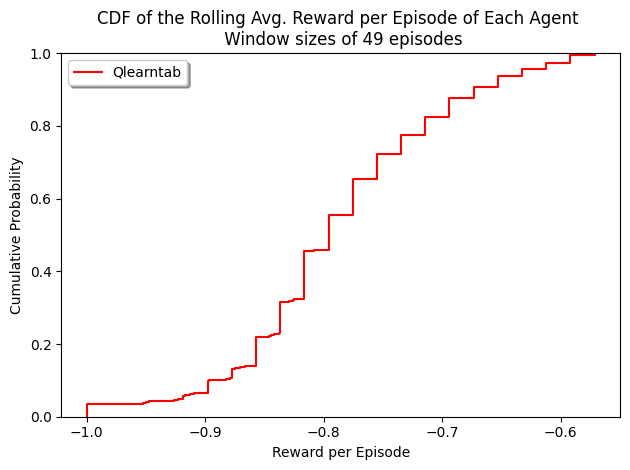 CDF of the Rolling Avg. Reward per Episode of Each Agent
Window sizes of 49 episodes
Qlearntab
1.0
0.8
0.6
0.4
0.2
0.0
Cumulative Probability
−1.0 −0.9 −0.8 −0.7 −0.6
Reward per Episode